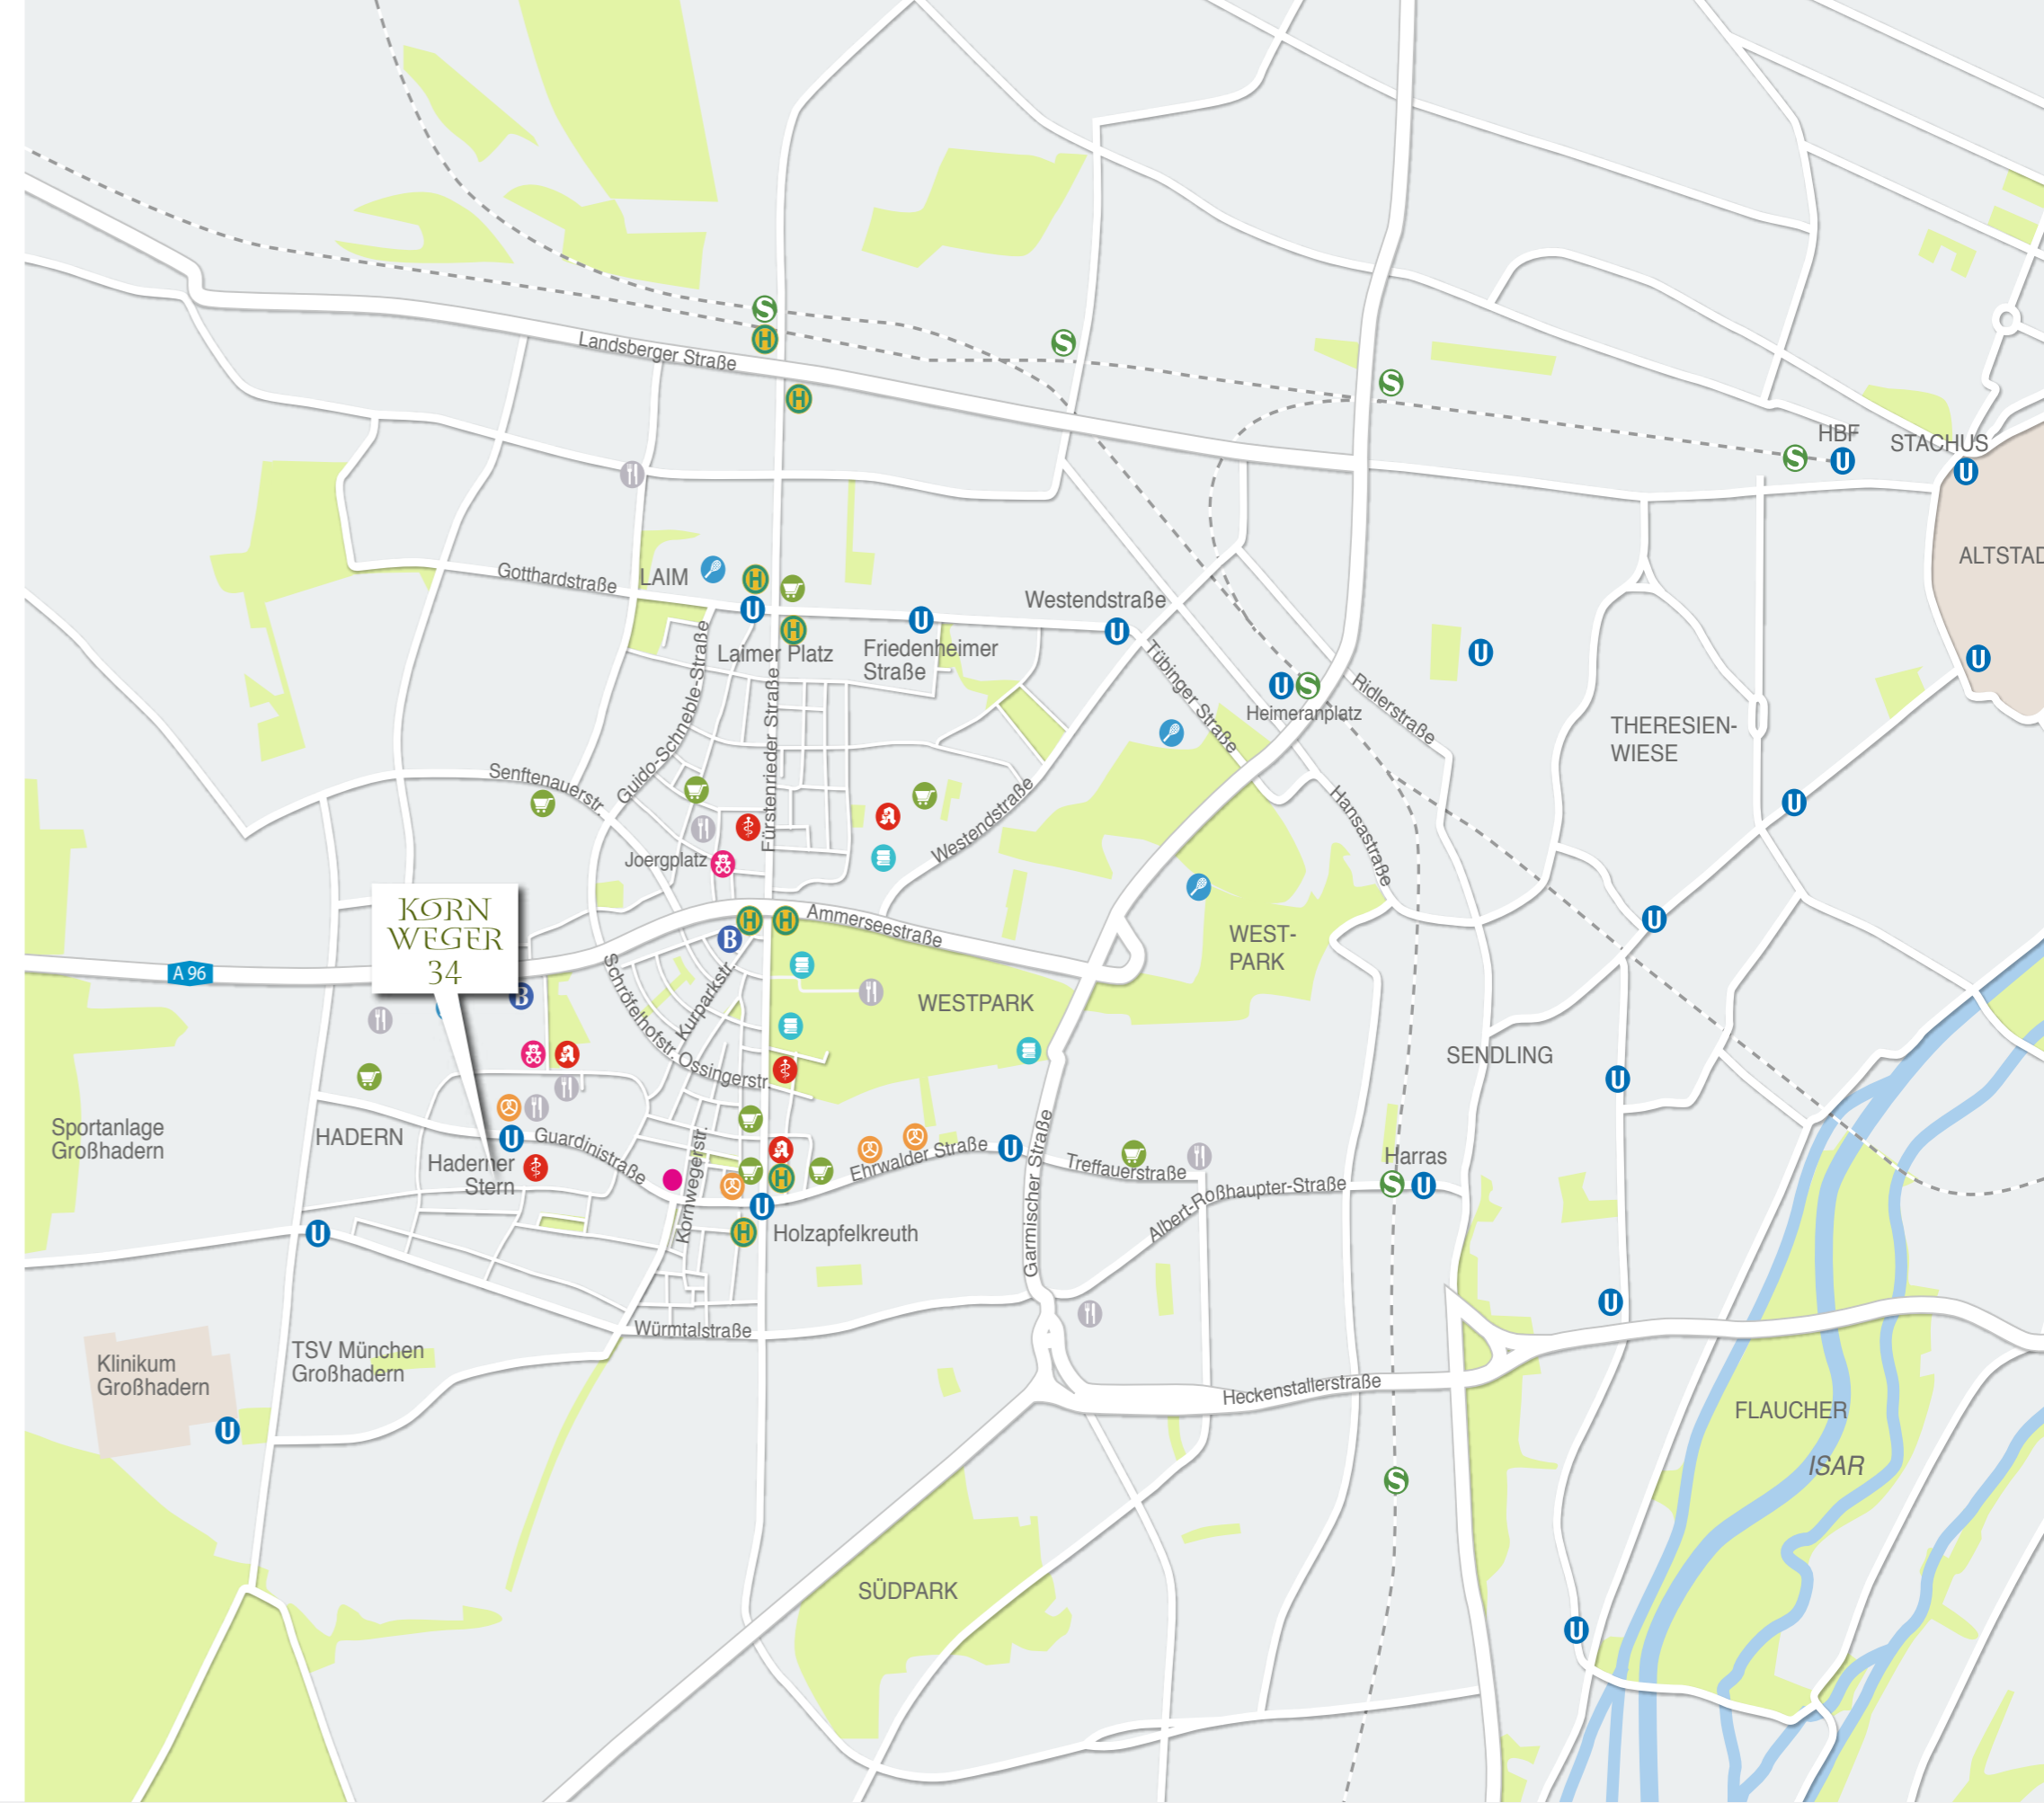 Landsberger Straße
HBF
STACHUS
S
H
S
H
S
S
U
U
ALTSTAD
Gotthardstraße
LAIM
H
U
H
U
Westendstraße
U
Laimer Platz
Friedenheimer
Straße
Tübinger Straße
U
S
Heimeranplatz
Ridlerstraße
U
U
THERESIEN-
WIESE
Guido-Schneble-Straße
Fürstenrieder Straße
Senftenauerstr.
Westendstraße
Hansastraße
U
Joergplatz
KORN
WEGER
34
A 96
H
H
B
Ammerseestraße
WEST-
PARK
U
B
Schröfelhofstr.
Kurparkstr.
WESTPARK
Ossingerstr.
SENDLING
U
Sportanlage
Großhadern
HADERN
U
Guardinistraße
Haderner
Stern
Kornwegerstr.
H
U
H
Holzapfelkreuth
Ehrwalder Straße
U
Garmischer Straße
Treffauerstraße
Albert-Roßhaupter-Straße
Harras
S
U
U
U
Würmtalstraße
TSV München
Großhadern
Klinikum
Großhadern
U
Heckenstallerstraße
FLAUCHER
ISAR
S
SÜDPARK
U